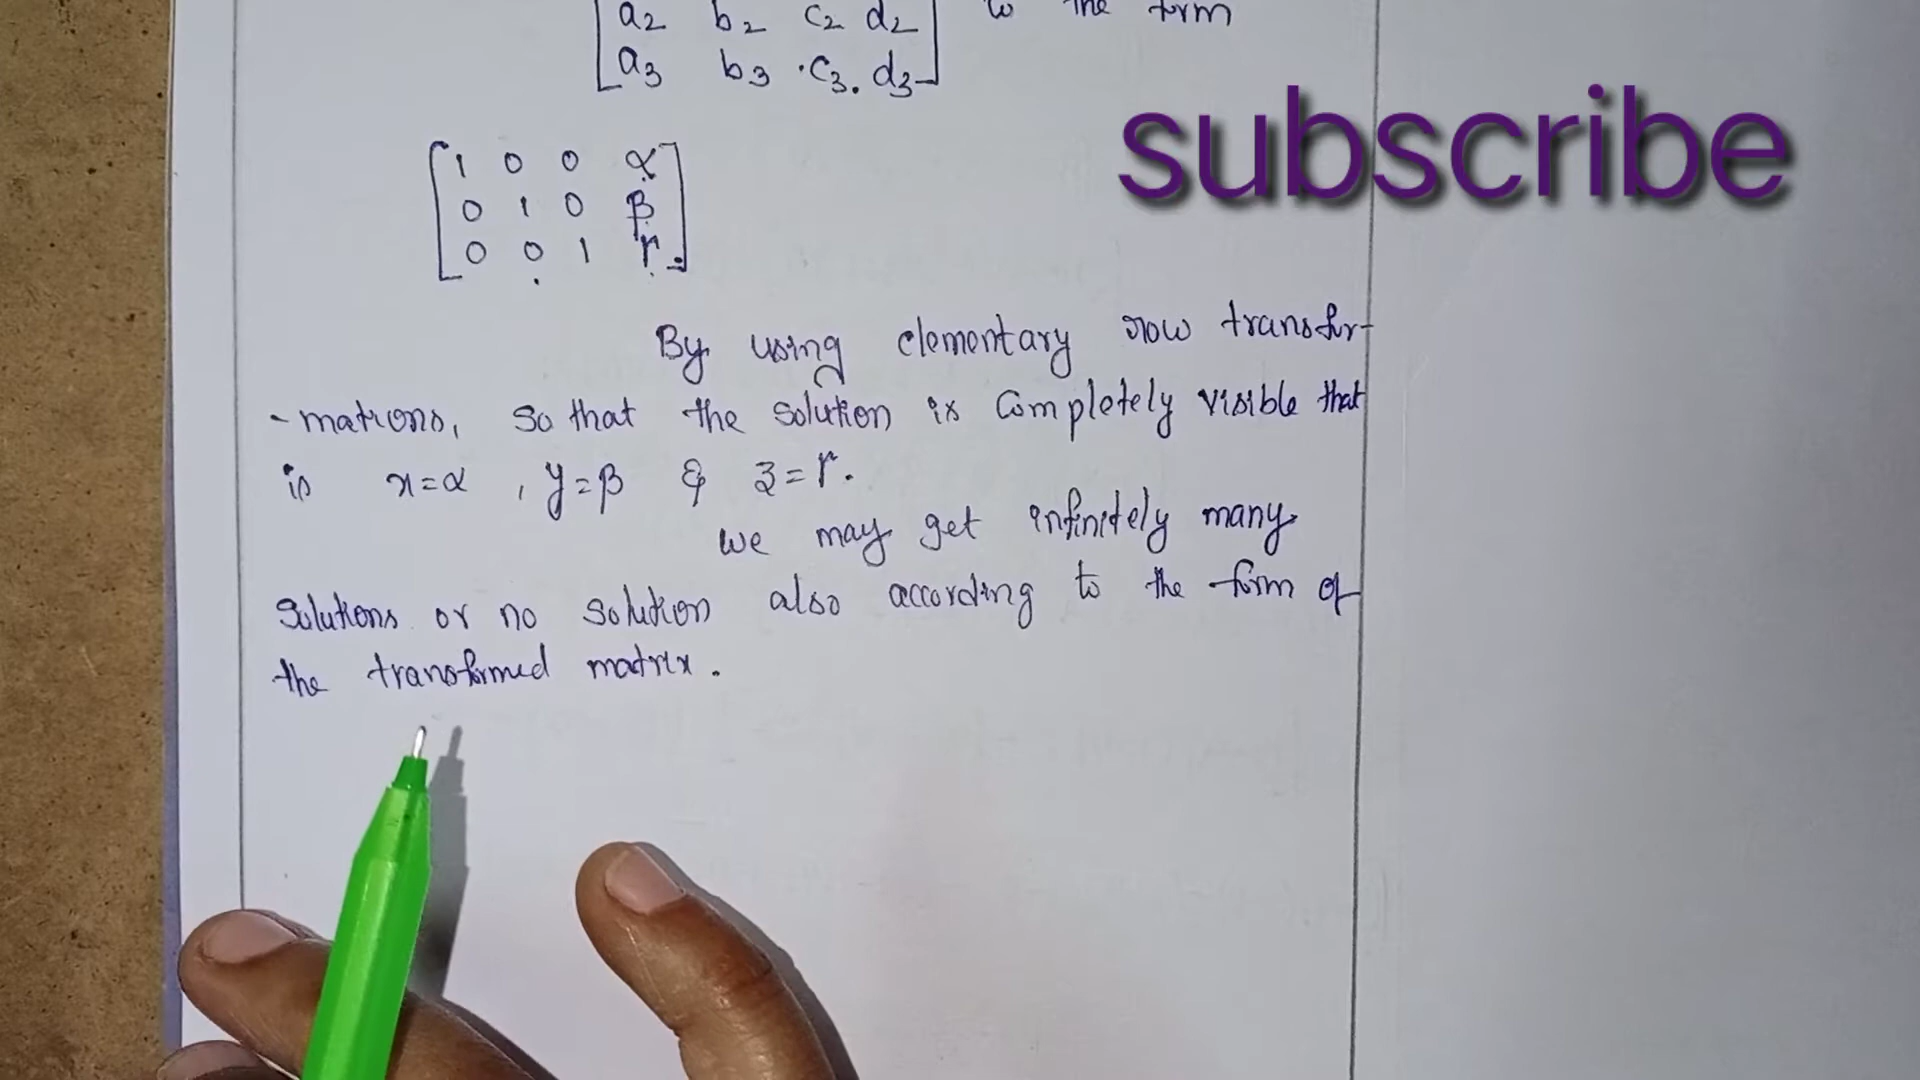 a2 b2 c2 d2 to the form
a3 b3 c3 d3
subscribe
1 0 0 α
0 1 0 β
0 0 1 r
By using elementary row transfor-
-mations, so that the solution is Completely visible that
is x=α , y=β & z=r.
we may get infinitely many
Solutions or no solution also according to the form of
the transformed matrix.